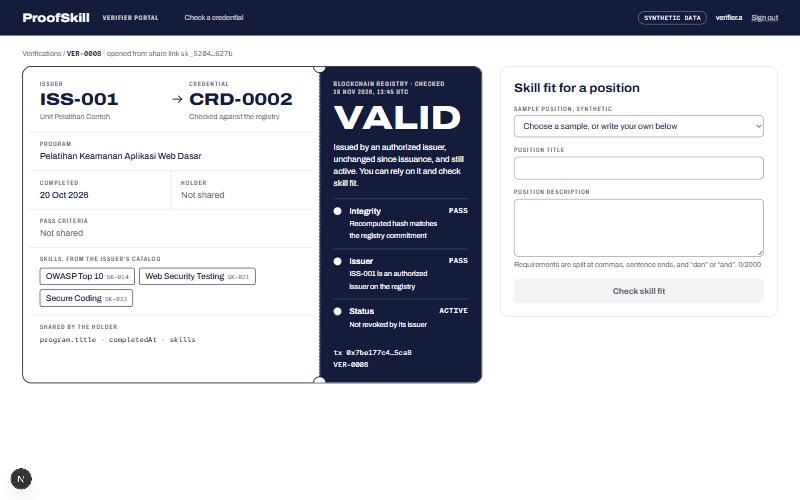 ProofSkill VERIFIER PORTAL Check a credential SYNTHETIC DATA verifier.a Sign out
Verifications / VER-0008 · opened from share link sk_5204…627b
ISSUER
ISS-001
Unit Pelatihan Contoh
→
CREDENTIAL
CRD-0002
Checked against the registry
PROGRAM
Pelatihan Keamanan Aplikasi Web Dasar
COMPLETED
20 Oct 2026
HOLDER
Not shared
PASS CRITERIA
Not shared
SKILLS, FROM THE ISSUER'S CATALOG
OWASP Top 10 SK-014 Web Security Testing SK-021
Secure Coding SK-033
SHARED BY THE HOLDER
program.title · completedAt · skills
BLOCKCHAIN REGISTRY · CHECKED
19 NOV 2026, 13:45 UTC
VALID
Issued by an authorized issuer,
unchanged since issuance, and still
active. You can rely on it and check
skill fit.
Integrity PASS
Recomputed hash matches
the registry commitment
Issuer PASS
ISS-001 is an authorized
issuer on the registry
Status ACTIVE
Not revoked by its issuer
tx 0x7be177c4…5ca8
VER-0008
Skill fit for a position
SAMPLE POSITION, SYNTHETIC
Choose a sample, or write your own below
POSITION TITLE
POSITION DESCRIPTION
Requirements are split at commas, sentence ends, and "dan" or "and". 0/2000
Check skill fit
N